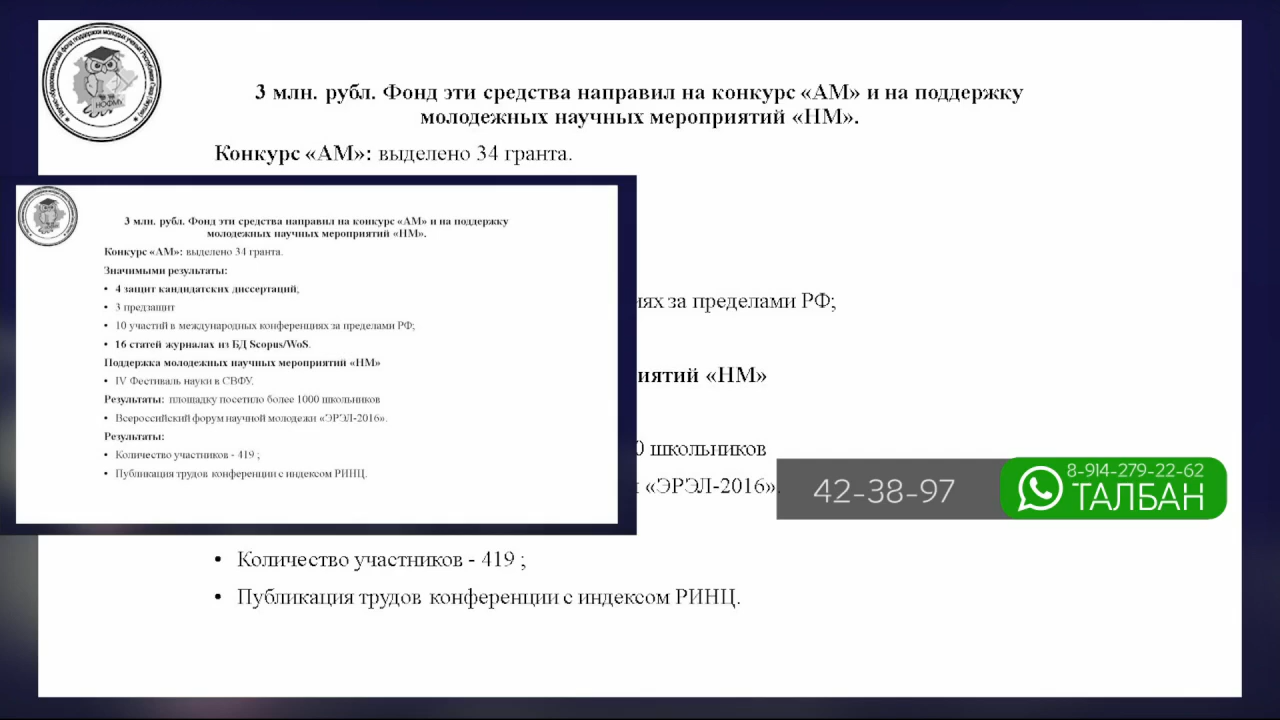 3 млн. рубл. Фонд эти средства направил на конкурс «АМ» и на поддержку
молодежных научных мероприятий «НМ».
Конкурс «АМ»: выделено 34 гранта.
3 млн. рубл. Фонд эти средства направил на конкурс «АМ» и на поддержку
молодежных научных мероприятий «НМ».
Конкурс «АМ»: выделено 34 гранта.
Значимыми результаты:
• 4 защит кандидатских диссертаций;
• 3 предзащит
• 10 участий в международных конференциях за пределами РФ;
• 16 статей журналах из БД Scopus/WoS.
Поддержка молодежных научных мероприятий «НМ»
• IV Фестиваль науки в СВФУ.
Результаты: площадку посетило более 1000 школьников
• Всероссийский форум научной молодежи «ЭРЭЛ-2016».
Результаты:
• Количество участников - 419 ;
• Публикация трудов конференции с индексом РИНЦ.
за пределами РФ;
«НМ»
школьников
«ЭРЭЛ-2016».
42-38-97
8-914-279-22-62
ТАЛБАН
• Количество участников - 419 ;
• Публикация трудов конференции с индексом РИНЦ.